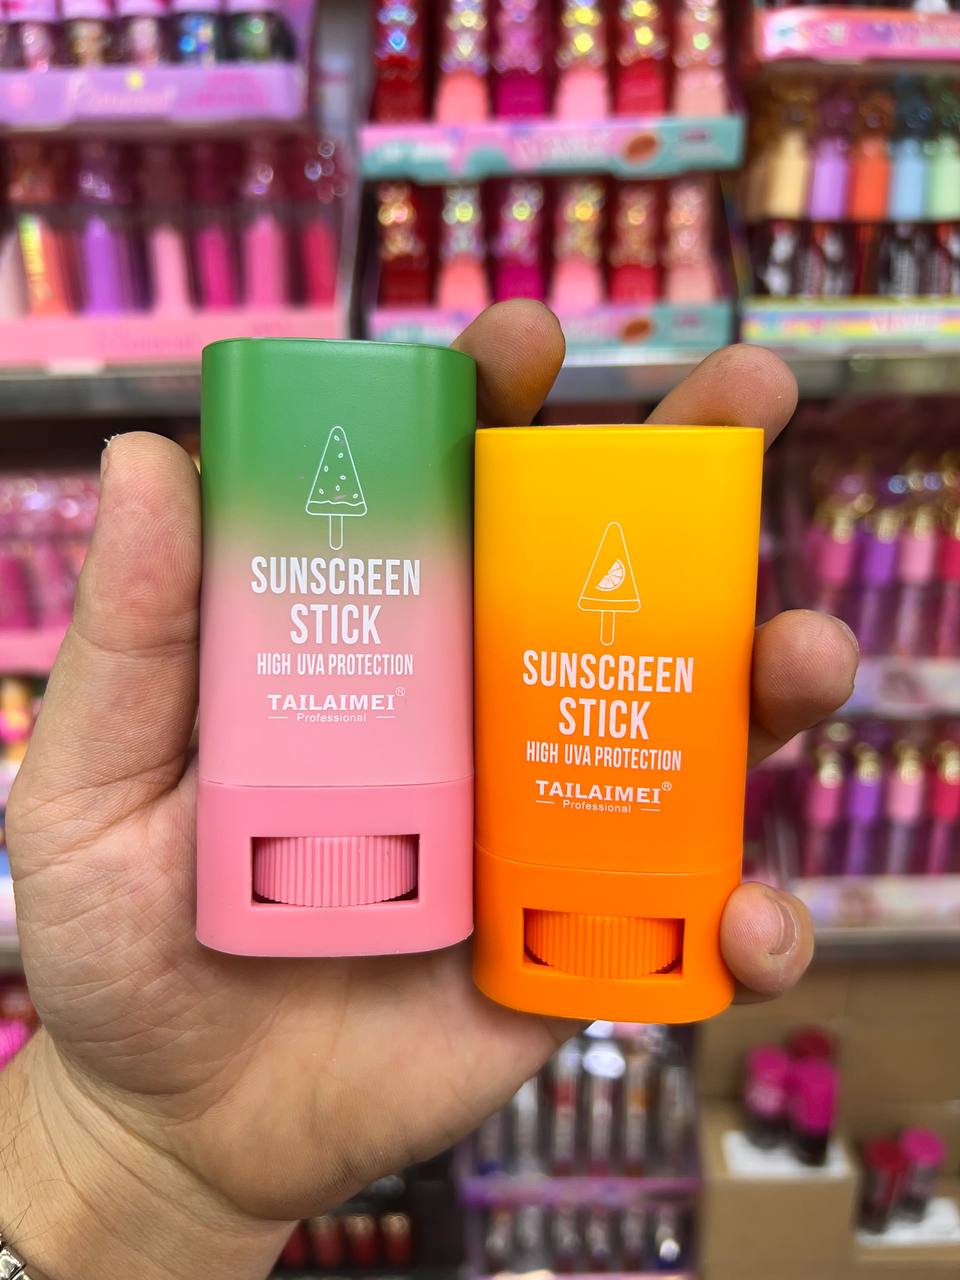 SUNSCREEN
STICK
HIGH UVA PROTECTION
TAILAIMEI®
Professional
SUNSCREEN
STICK
HIGH UVA PROTECTION
TAILAIMEI®
Professional